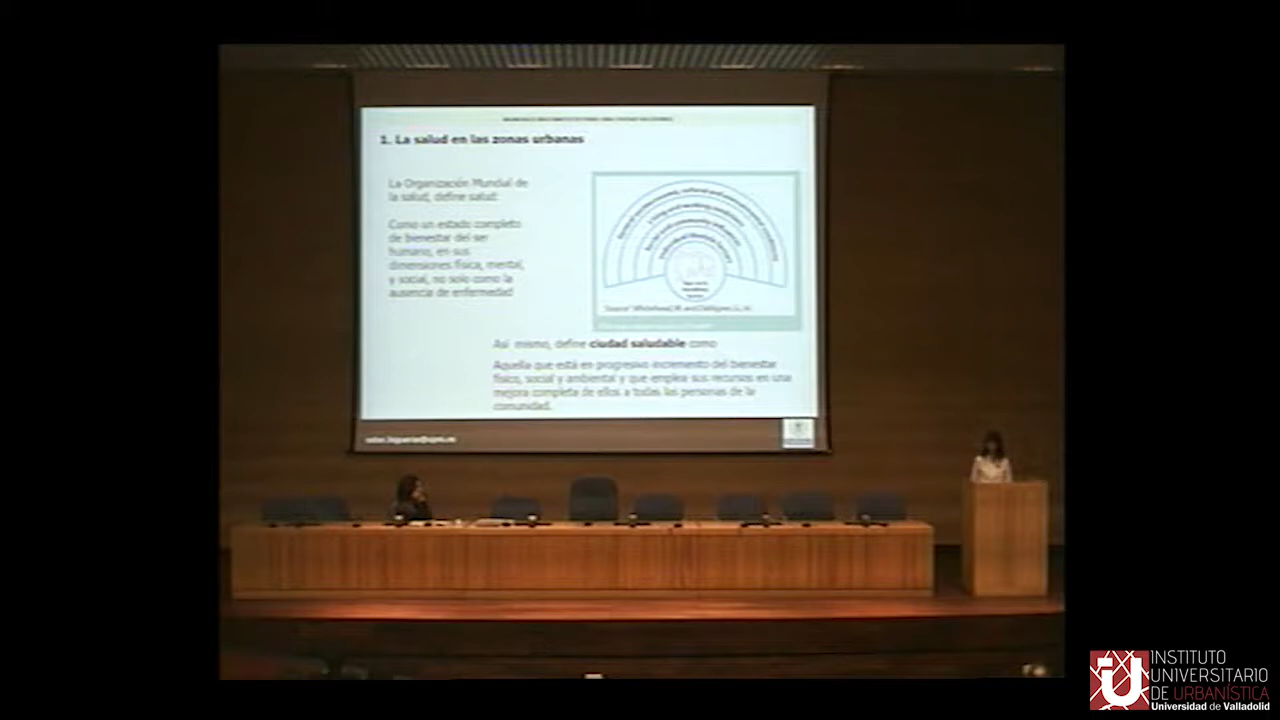 1. La salud en las zonas urbanas
La Organización Mundial de
la salud, define salud:
Como un estado completo
de bienestar del ser
humano, en sus
dimensiones física, mental,
y social, no solo como la
ausencia de enfermedad
Así mismo, define ciudad saludable como
Aquella que está en progresivo incremento del bienestar
físico, social y ambiental y que emplea sus recursos en una
mejora completa de ellos a todas las personas de la
comunidad.
INSTITUTO
UNIVERSITARIO
DE URBANÍSTICA
Universidad de Valladolid